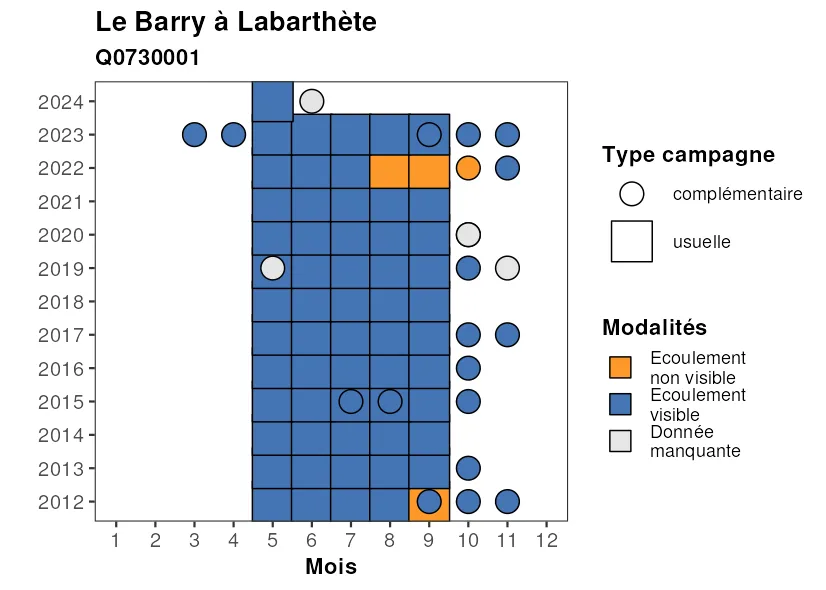 Le Barry à Labarthète
Q0730001
2024
2023
2022
2021
2020
2019
2018
2017
2016
2015
2014
2013
2012
1 2 3 4 5 6 7 8 9 10 11 12
Mois
Type campagne
complémentaire
usuelle
Modalités
Ecoulement
non visible
Ecoulement
visible
Donnée
manquante